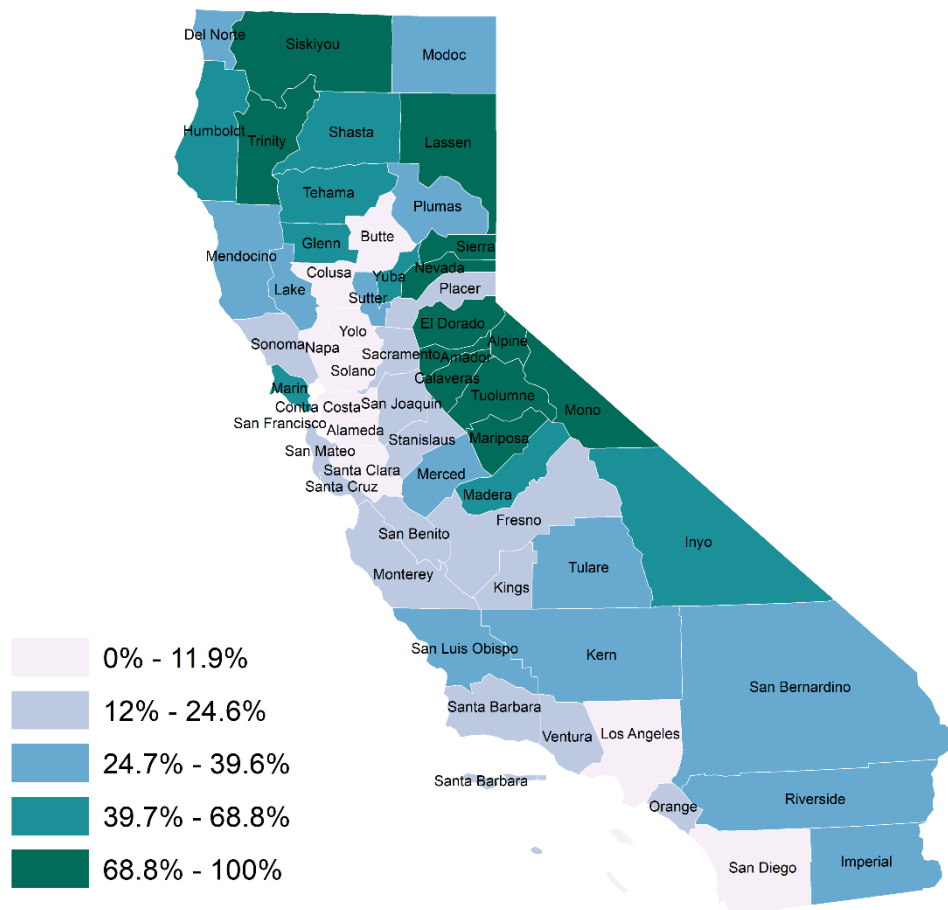 Del Norte
Siskiyou
Modoc
Humboldt
Trinity
Shasta
Lassen
Tehama
Plumas
Butte
Glenn
Sierra
Mendocino
Colusa
Nevada
Yuba
Lake
Sutter
Placer
El Dorado
Yolo
Sonoma
Napa
Alpine
Sacramento
Amador
Solano
Calaveras
Marin
Tuolumne
Contra Costa
San Joaquin
Mono
San Francisco
Alameda
Stanislaus
Mariposa
San Mateo
Santa Clara
Merced
Santa Cruz
Madera
Fresno
San Benito
Inyo
Monterey
Tulare
Kings
San Luis Obispo
Kern
San Bernardino
Santa Barbara
Ventura
Los Angeles
Santa Barbara
Orange
Riverside
San Diego
Imperial
0% - 11.9%
12% - 24.6%
24.7% - 39.6%
39.7% - 68.8%
68.8% - 100%